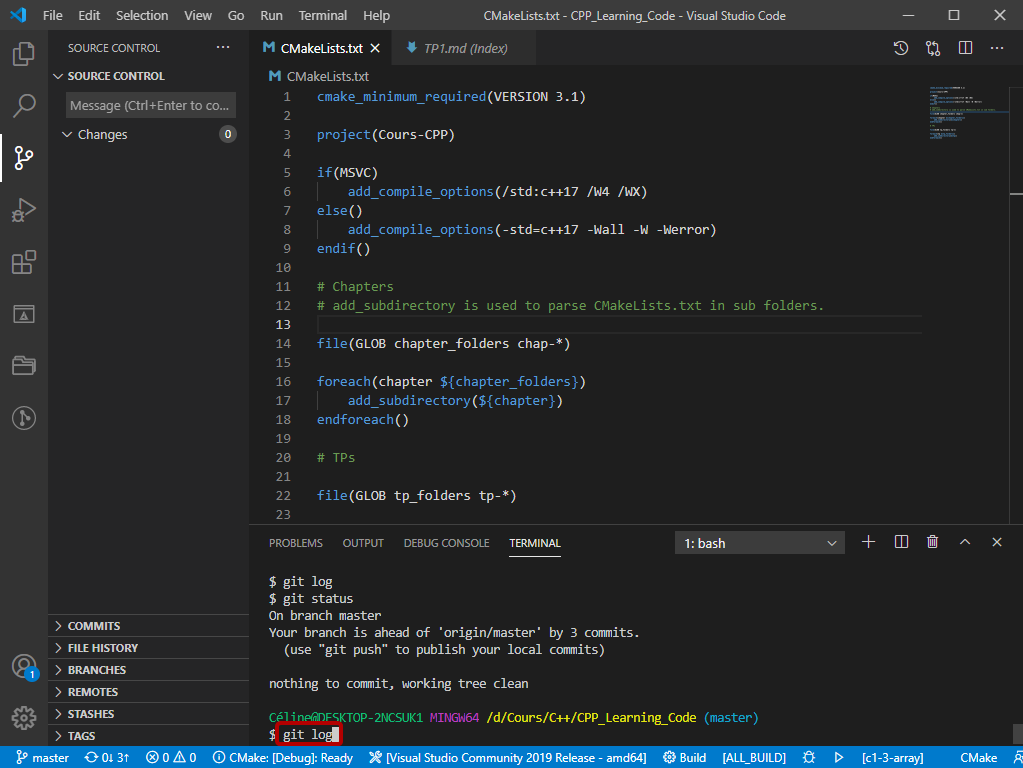 File Edit Selection View Go Run Terminal Help CMakeLists.txt - CPP_Learning_Code - Visual Studio Code
SOURCE CONTROL
SOURCE CONTROL
Message (Ctrl+Enter to co...
Changes 0
CMakeLists.txt TP1.md (Index)
CMakeLists.txt
1 cmake_minimum_required(VERSION 3.1)
2
3 project(Cours-CPP)
4
5 if(MSVC)
6 add_compile_options(/std:c++17 /W4 /WX)
7 else()
8 add_compile_options(-std=c++17 -Wall -W -Werror)
9 endif()
10
11 # Chapters
12 # add_subdirectory is used to parse CMakeLists.txt in sub folders.
13
14 file(GLOB chapter_folders chap-*)
15
16 foreach(chapter ${chapter_folders})
17 add_subdirectory(${chapter})
18 endforeach()
19
20 # TPs
21
22 file(GLOB tp_folders tp-*)
23
COMMITS
FILE HISTORY
BRANCHES
REMOTES
STASHES
TAGS
1
PROBLEMS OUTPUT DEBUG CONSOLE TERMINAL 1: bash
$ git log
$ git status
On branch master
Your branch is ahead of 'origin/master' by 3 commits.
(use "git push" to publish your local commits)
nothing to commit, working tree clean
Céline@DESKTOP-2NCSUK1 MINGW64 /d/Cours/C++/CPP_Learning_Code (master)
$ git log
master 0↓ 3↑ 0 0 CMake: [Debug]: Ready [Visual Studio Community 2019 Release - amd64] Build [ALL_BUILD] [c1-3-array] CMake